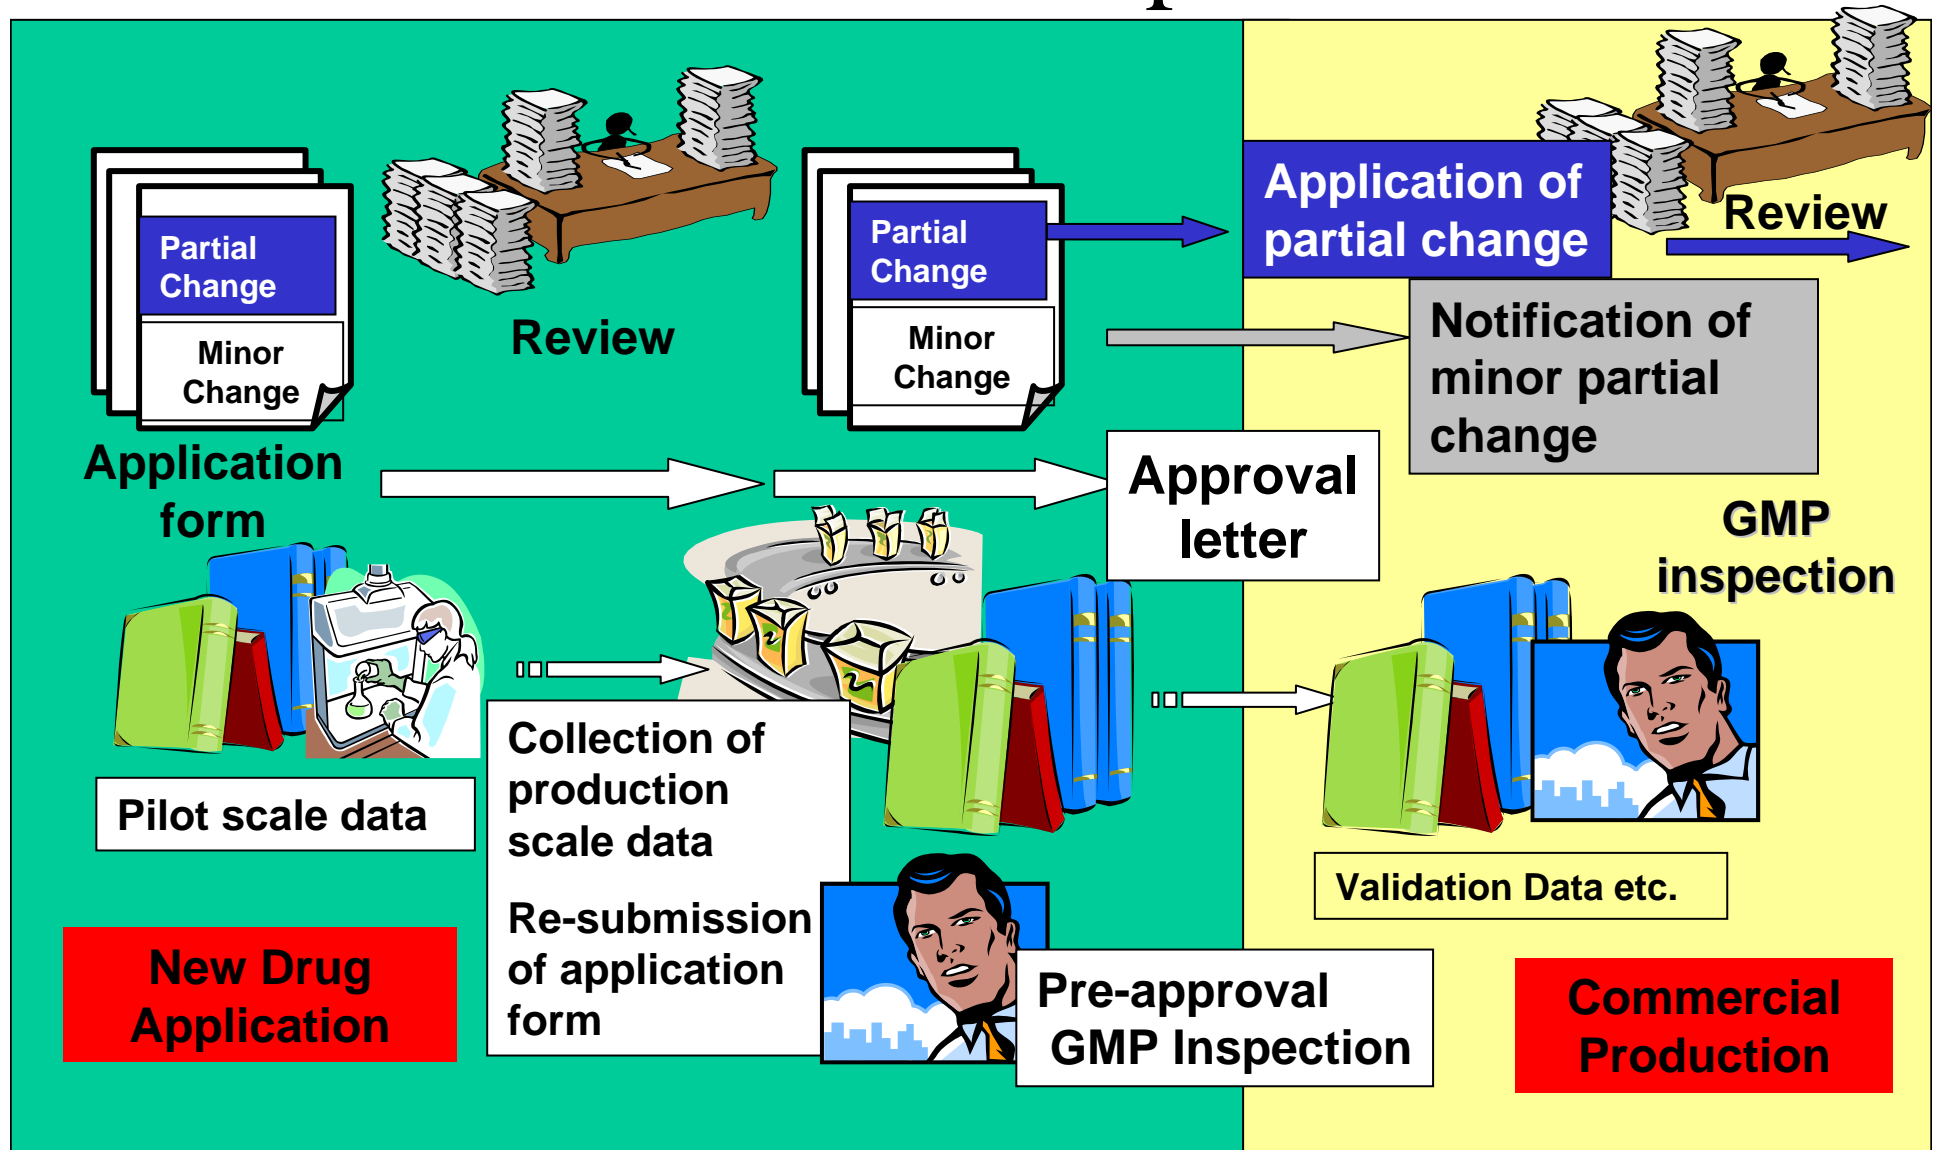 Partial
Change
Minor
Change
Application
form
Review
Partial
Change
Minor
Change
Application of
partial change
Review
Notification of
minor partial
change
Approval
letter
GMP
inspection
Pilot scale data
Collection of
production
scale data
Re-submission
of application
form
Pre-approval
GMP Inspection
Validation Data etc.
New Drug
Application
Commercial
Production